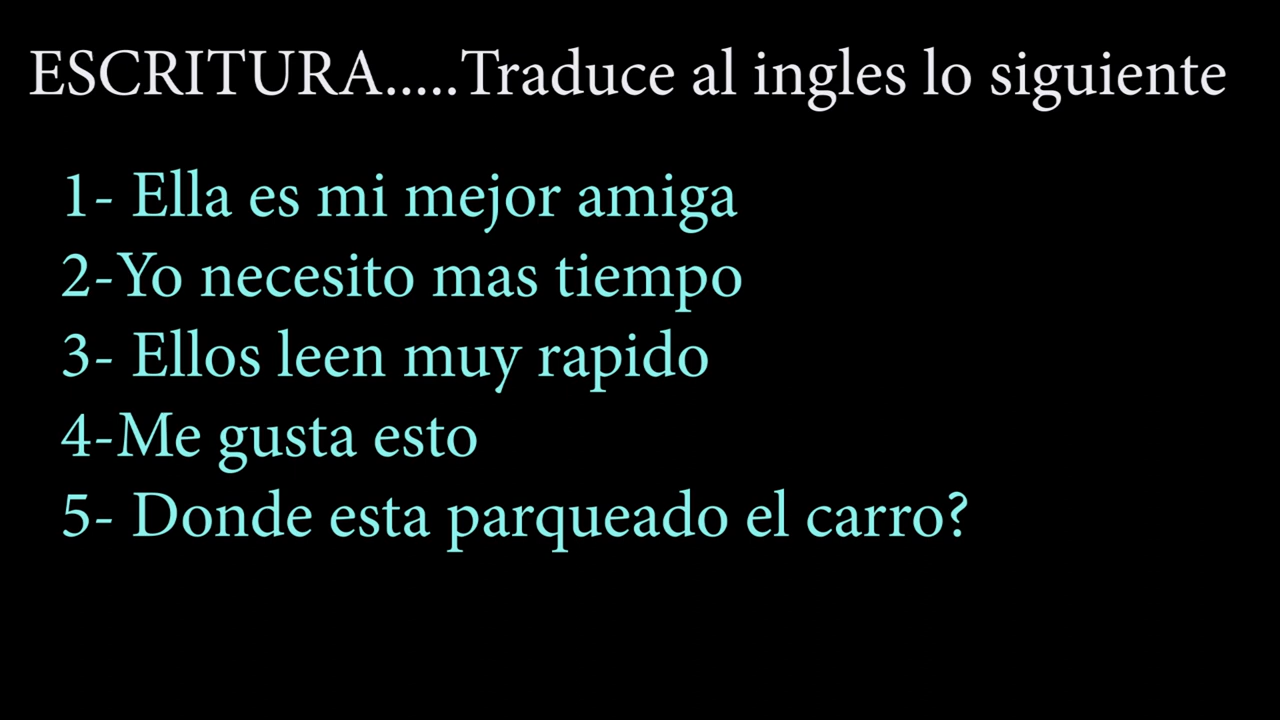 ESCRITURA.....Traduce al ingles lo siguiente
1- Ella es mi mejor amiga
2-Yo necesito mas tiempo
3- Ellos leen muy rapido
4-Me gusta esto
5- Donde esta parqueado el carro?